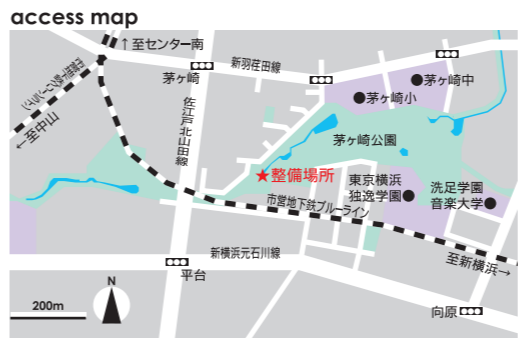 access map
↑至センター南
新羽荏田線
茅ヶ崎
茅ヶ崎中
茅ヶ崎小
←至中山
佐江戸北山田線
茅ヶ崎公園
★整備場所
東京横浜
独逸学園
洗足学園
音楽大学
市営地下鉄ブルーライン
新横浜元石川線
至新横浜→
平台
向原
200m
N